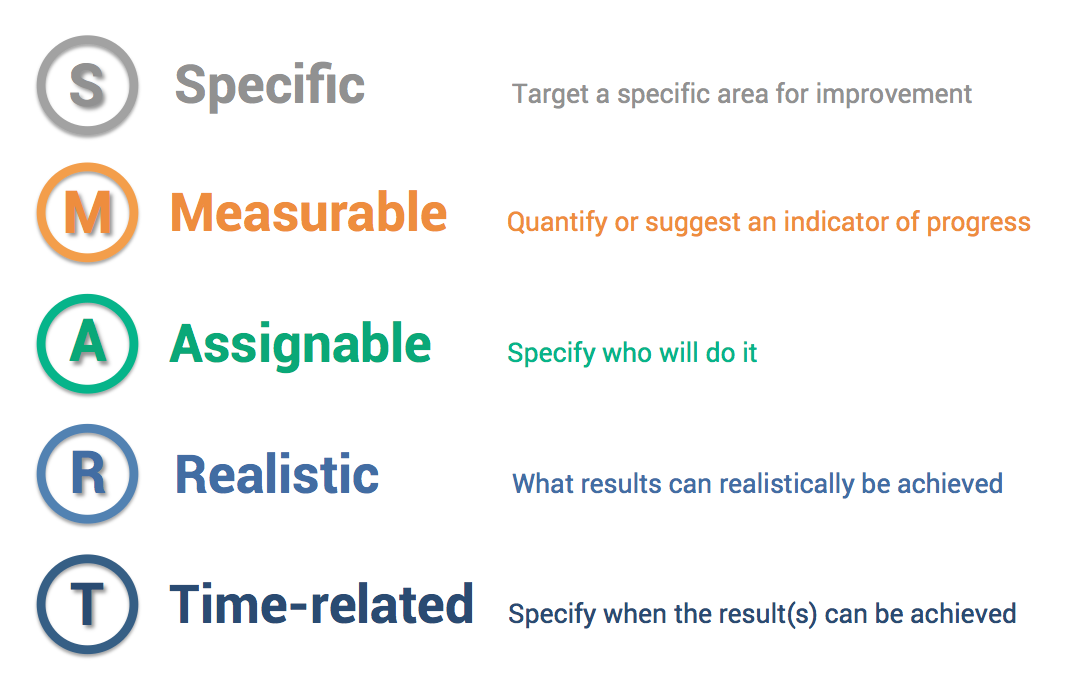 S Specific Target a specific area for improvement
M Measurable Quantify or suggest an indicator of progress
A Assignable Specify who will do it
R Realistic What results can realistically be achieved
T Time-related Specify when the result(s) can be achieved